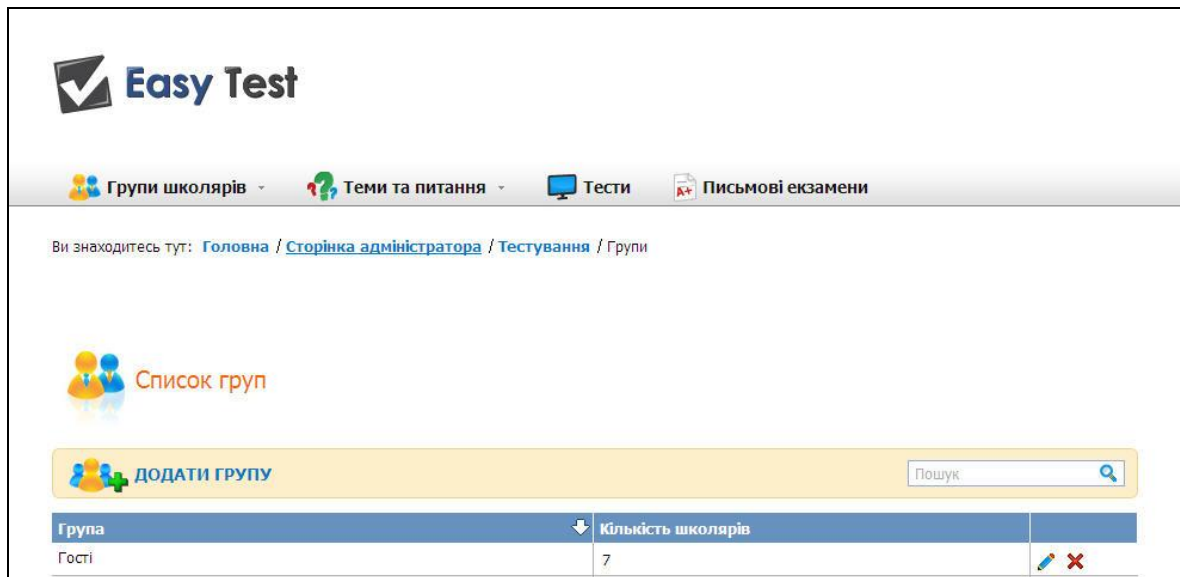 Easy Test
Групи школярів Теми та питання Тести A+ Письмові екзамени
Ви знаходитесь тут: Головна / Сторінка адміністратора / Тестування / Групи
Список груп
ДОДАТИ ГРУПУ Пошук
Група Кількість школярів
Гості 7